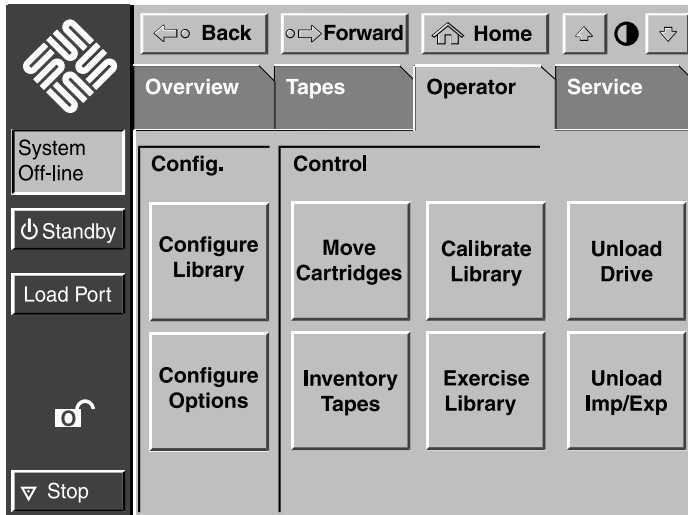 Back
Forward
Home
Overview
Tapes
Operator
Service
System
Off-line
Standby
Load Port
Stop
Config.
Control
Configure
Library
Move
Cartridges
Calibrate
Library
Unload
Drive
Configure
Options
Inventory
Tapes
Exercise
Library
Unload
Imp/Exp